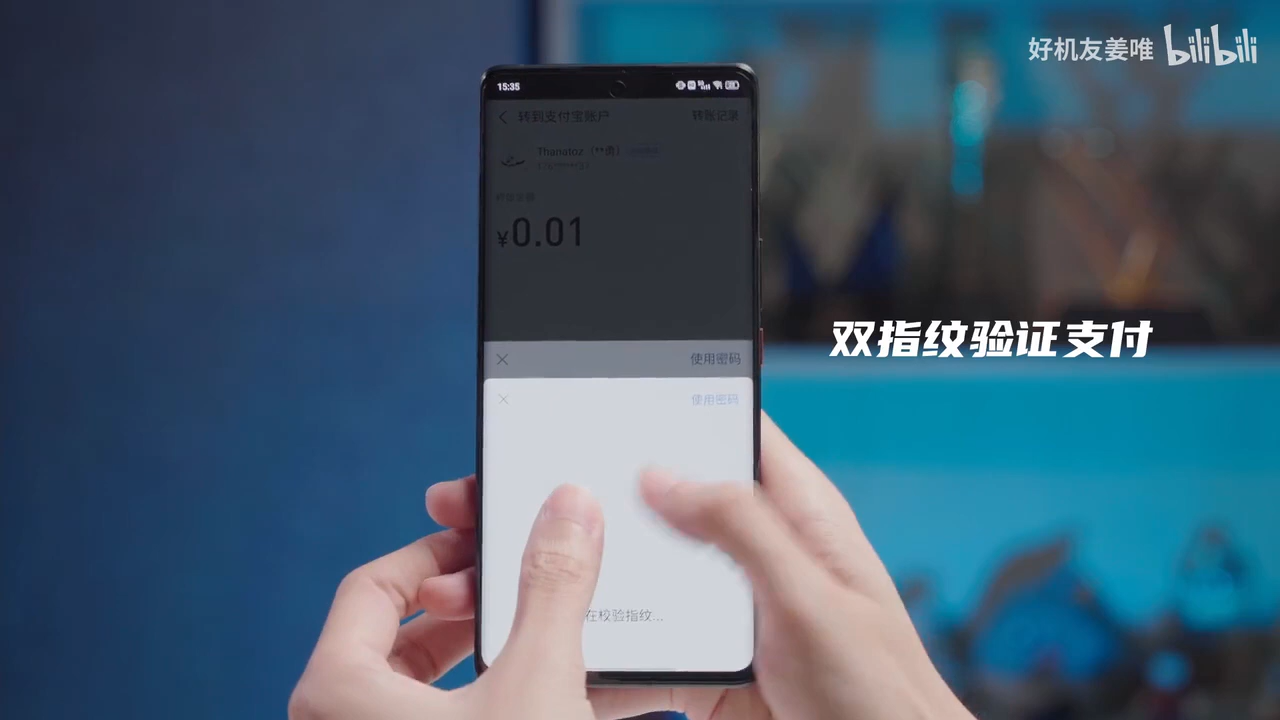 好机友姜唯 bilibili
15:35
转到支付宝账户 转账记录
Thanatoz (**勇)
¥0.01
双指纹验证支付
使用密码
使用密码
在校验指纹...